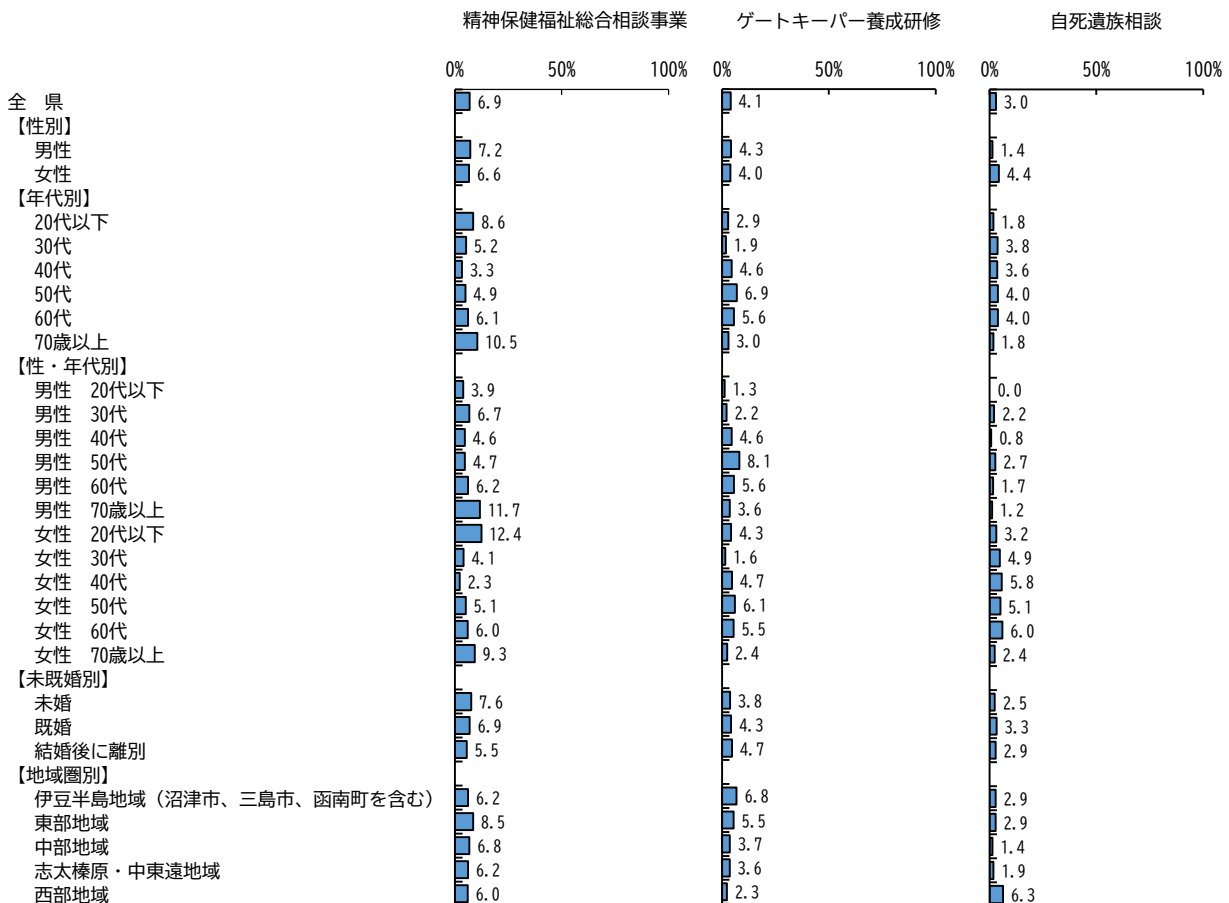 精神保健福祉総合相談事業 ゲートキーパー養成研修 自死遺族相談
0% 50% 100% 0% 50% 100% 0% 50% 100%
全 県 6.9 4.1 3.0
【性別】
男性 7.2 4.3 1.4
女性 6.6 4.0 4.4
【年代別】
20代以下 8.6 2.9 1.8
30代 5.2 1.9 3.8
40代 3.3 4.6 3.6
50代 4.9 6.9 4.0
60代 6.1 5.6 4.0
70歳以上 10.5 3.0 1.8
【性・年代別】
男性 20代以下 3.9 1.3 0.0
男性 30代 6.7 2.2 2.2
男性 40代 4.6 4.6 0.8
男性 50代 4.7 8.1 2.7
男性 60代 6.2 5.6 1.7
男性 70歳以上 11.7 3.6 1.2
女性 20代以下 12.4 4.3 3.2
女性 30代 4.1 1.6 4.9
女性 40代 2.3 4.7 5.8
女性 50代 5.1 6.1 5.1
女性 60代 6.0 5.5 6.0
女性 70歳以上 9.3 2.4 2.4
【未既婚別】
未婚 7.6 3.8 2.5
既婚 6.9 4.3 3.3
結婚後に離別 5.5 4.7 2.9
【地域圏別】
伊豆半島地域（沼津市、三島市、函南町を含む） 6.2 6.8 2.9
東部地域 8.5 5.5 2.9
中部地域 6.8 3.7 1.4
志太榛原・中東遠地域 6.2 3.6 1.9
西部地域 6.0 2.3 6.3